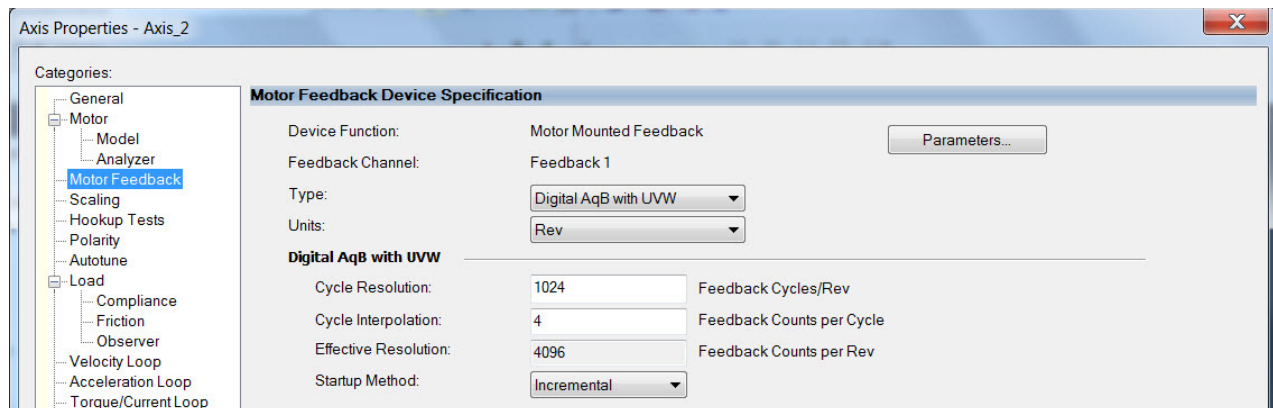 Axis Properties - Axis_2
X
Categories:
General
Motor
Model
Analyzer
Motor Feedback
Scaling
Hookup Tests
Polarity
Autotune
Load
Compliance
Friction
Observer
Velocity Loop
Acceleration Loop
Torque/Current Loop
Motor Feedback Device Specification
Device Function: Motor Mounted Feedback Parameters...
Feedback Channel: Feedback 1
Type: Digital AqB with UVW
Units: Rev
Digital AqB with UVW
Cycle Resolution: 1024 Feedback Cycles/Rev
Cycle Interpolation: 4 Feedback Counts per Cycle
Effective Resolution: 4096 Feedback Counts per Rev
Startup Method: Incremental